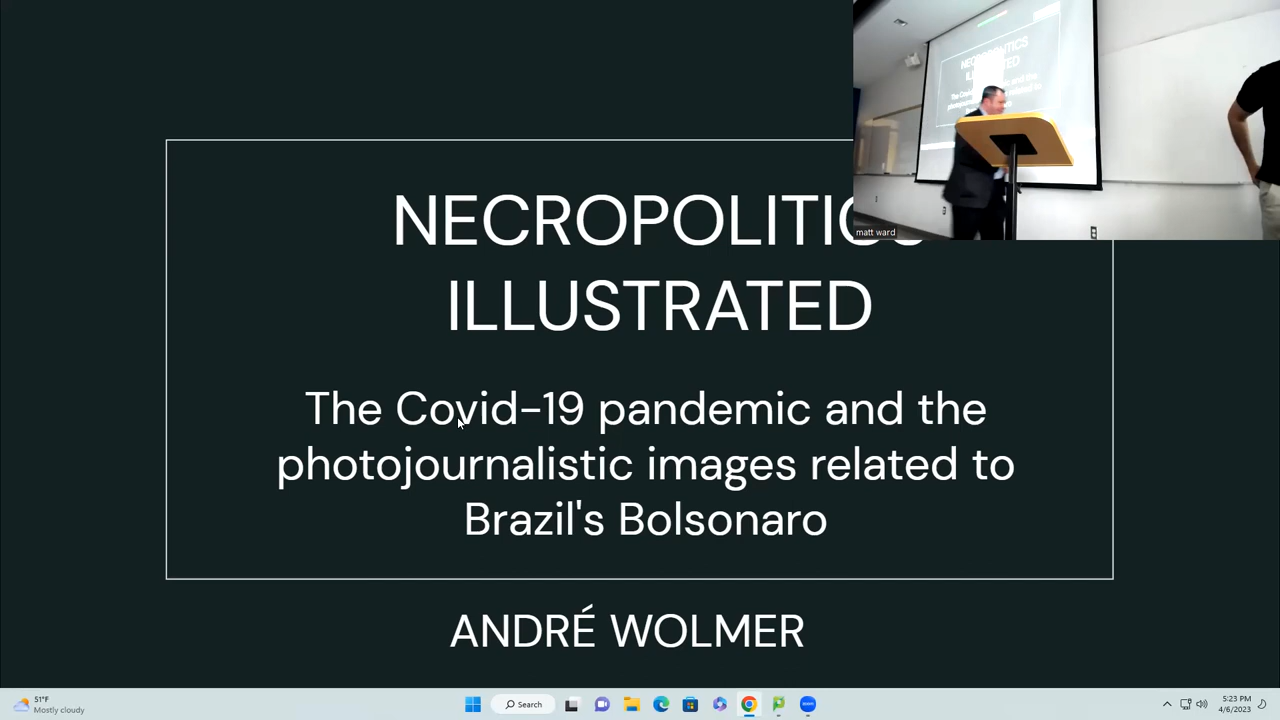 NECROPOLITICS
ILLUSTRATED
The Covid-19 pandemic and the
photojournalistic images related to
Brazil's Bolsonaro
ANDRÉ WOLMER
matt ward
51°F
Mostly cloudy
Search
5:23 PM
4/6/2023